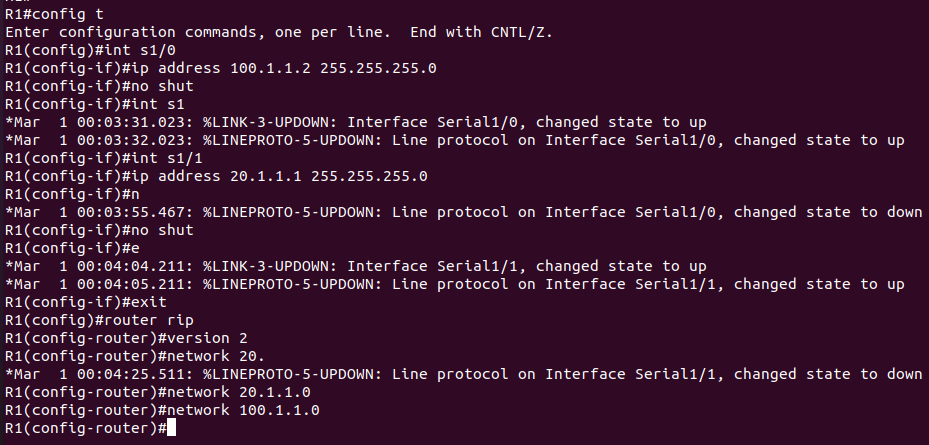 R1#config t
Enter configuration commands, one per line.  End with CNTL/Z.
R1(config)#int s1/0
R1(config-if)#ip address 100.1.1.2 255.255.255.0
R1(config-if)#no shut
R1(config-if)#int s1
*Mar  1 00:03:31.023: %LINK-3-UPDOWN: Interface Serial1/0, changed state to up
*Mar  1 00:03:32.023: %LINEPROTO-5-UPDOWN: Line protocol on Interface Serial1/0, changed state to up
R1(config-if)#int s1/1
R1(config-if)#ip address 20.1.1.1 255.255.255.0
R1(config-if)#n
*Mar  1 00:03:55.467: %LINEPROTO-5-UPDOWN: Line protocol on Interface Serial1/0, changed state to down
R1(config-if)#no shut
R1(config-if)#e
*Mar  1 00:04:04.211: %LINK-3-UPDOWN: Interface Serial1/1, changed state to up
*Mar  1 00:04:05.211: %LINEPROTO-5-UPDOWN: Line protocol on Interface Serial1/1, changed state to up
R1(config-if)#exit
R1(config)#router rip
R1(config-router)#version 2
R1(config-router)#network 20.
*Mar  1 00:04:25.511: %LINEPROTO-5-UPDOWN: Line protocol on Interface Serial1/1, changed state to down
R1(config-router)#network 20.1.1.0
R1(config-router)#network 100.1.1.0
R1(config-router)#